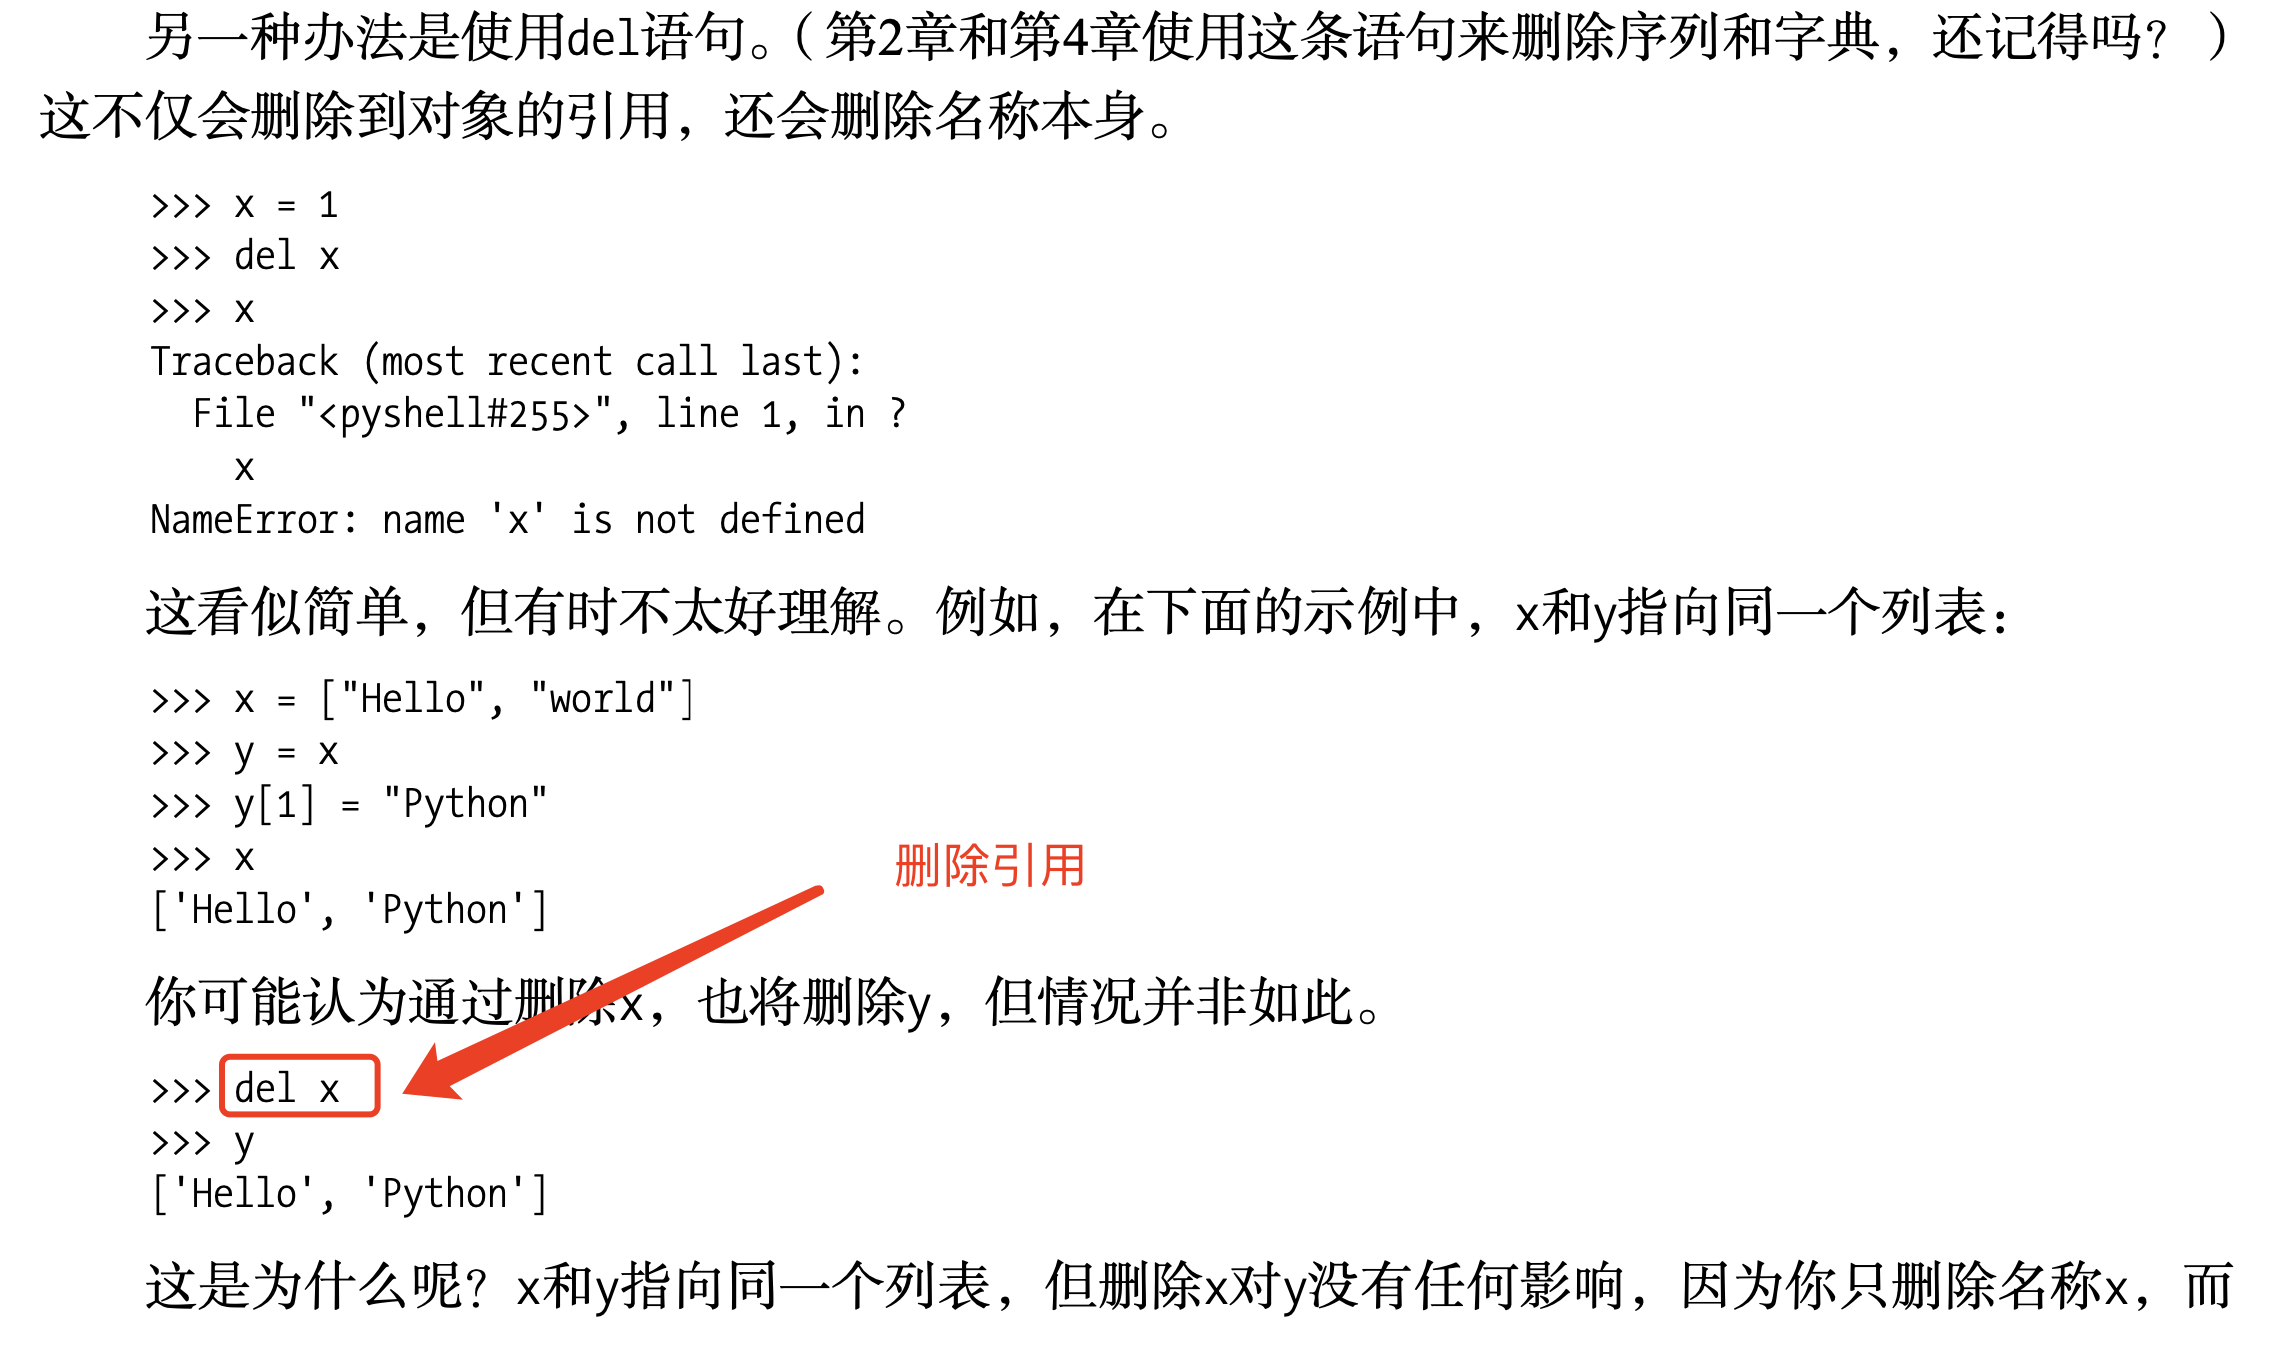 另一种办法是使用del语句。（第2章和第4章使用这条语句来删除序列和字典，还记得吗？）
这不仅会删除到对象的引用，还会删除名称本身。
>>> x = 1
>>> del x
>>> x
Traceback (most recent call last):
  File "<pyshell#255>", line 1, in ?
    x
NameError: name 'x' is not defined
这看似简单，但有时不太好理解。例如，在下面的示例中，x和y指向同一个列表：
>>> x = ["Hello", "world"]
>>> y = x
>>> y[1] = "Python"
>>> x
['Hello', 'Python']
删除引用
你可能认为通过删除x，也将删除y，但情况并非如此。
>>> del x
>>> y
['Hello', 'Python']
这是为什么呢？x和y指向同一个列表，但删除x对y没有任何影响，因为你只删除名称x，而